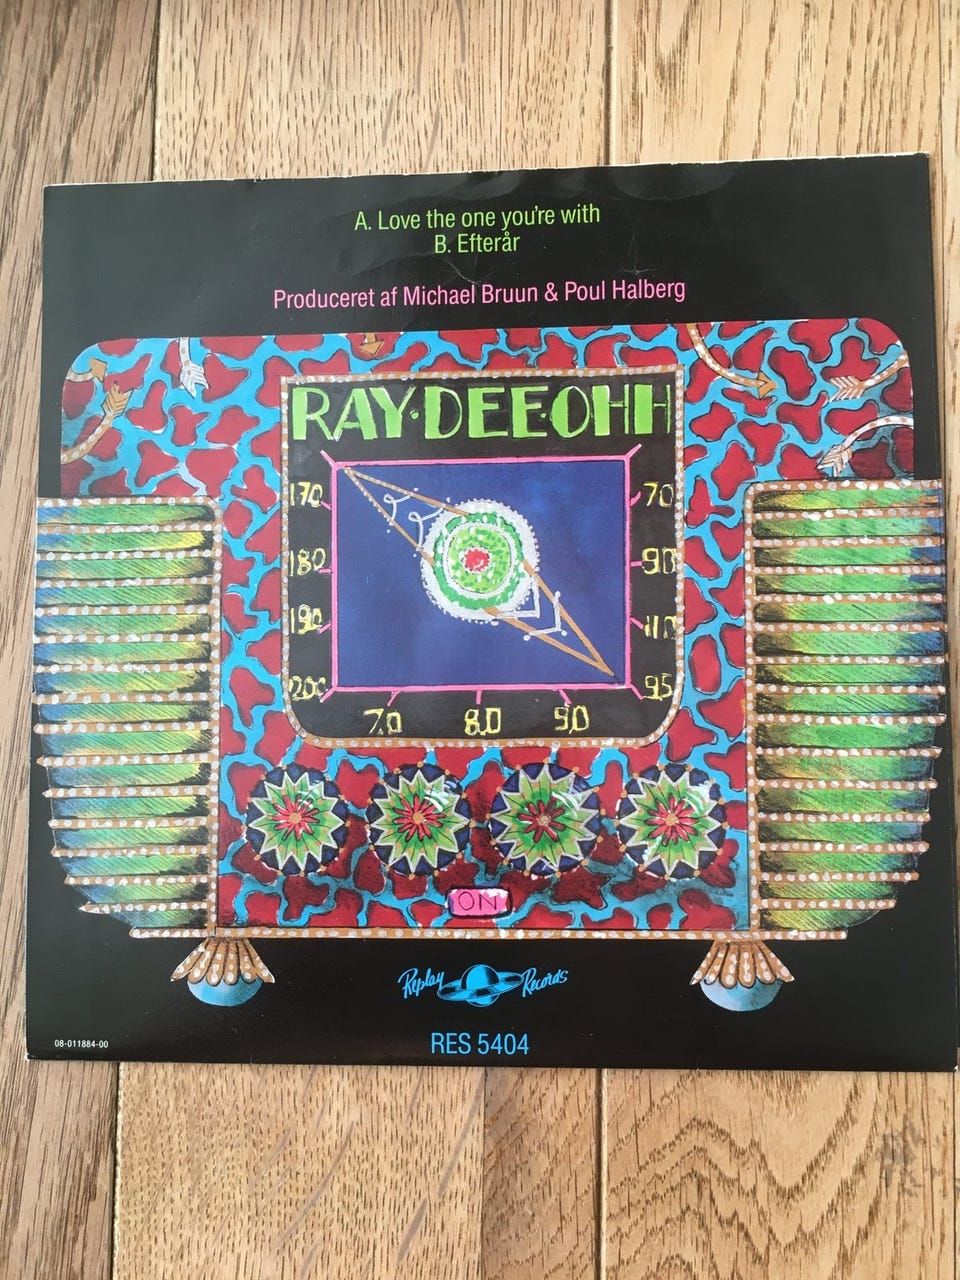 A. Love the one you're with
B. Efterår
Produceret af Michael Bruun & Poul Halberg
RAY·DEE·OHH
170 70
180 90
190 110
200 95
7.0 8.0 9.0
ON
Replay Records
RES 5404
08-011884-00